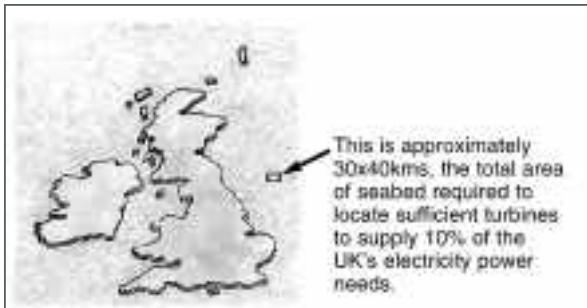 This is approximately
30x40kms, the total area
of seabed required to
locate sufficient turbines
to supply 10% of the
UK's electricity power
needs.